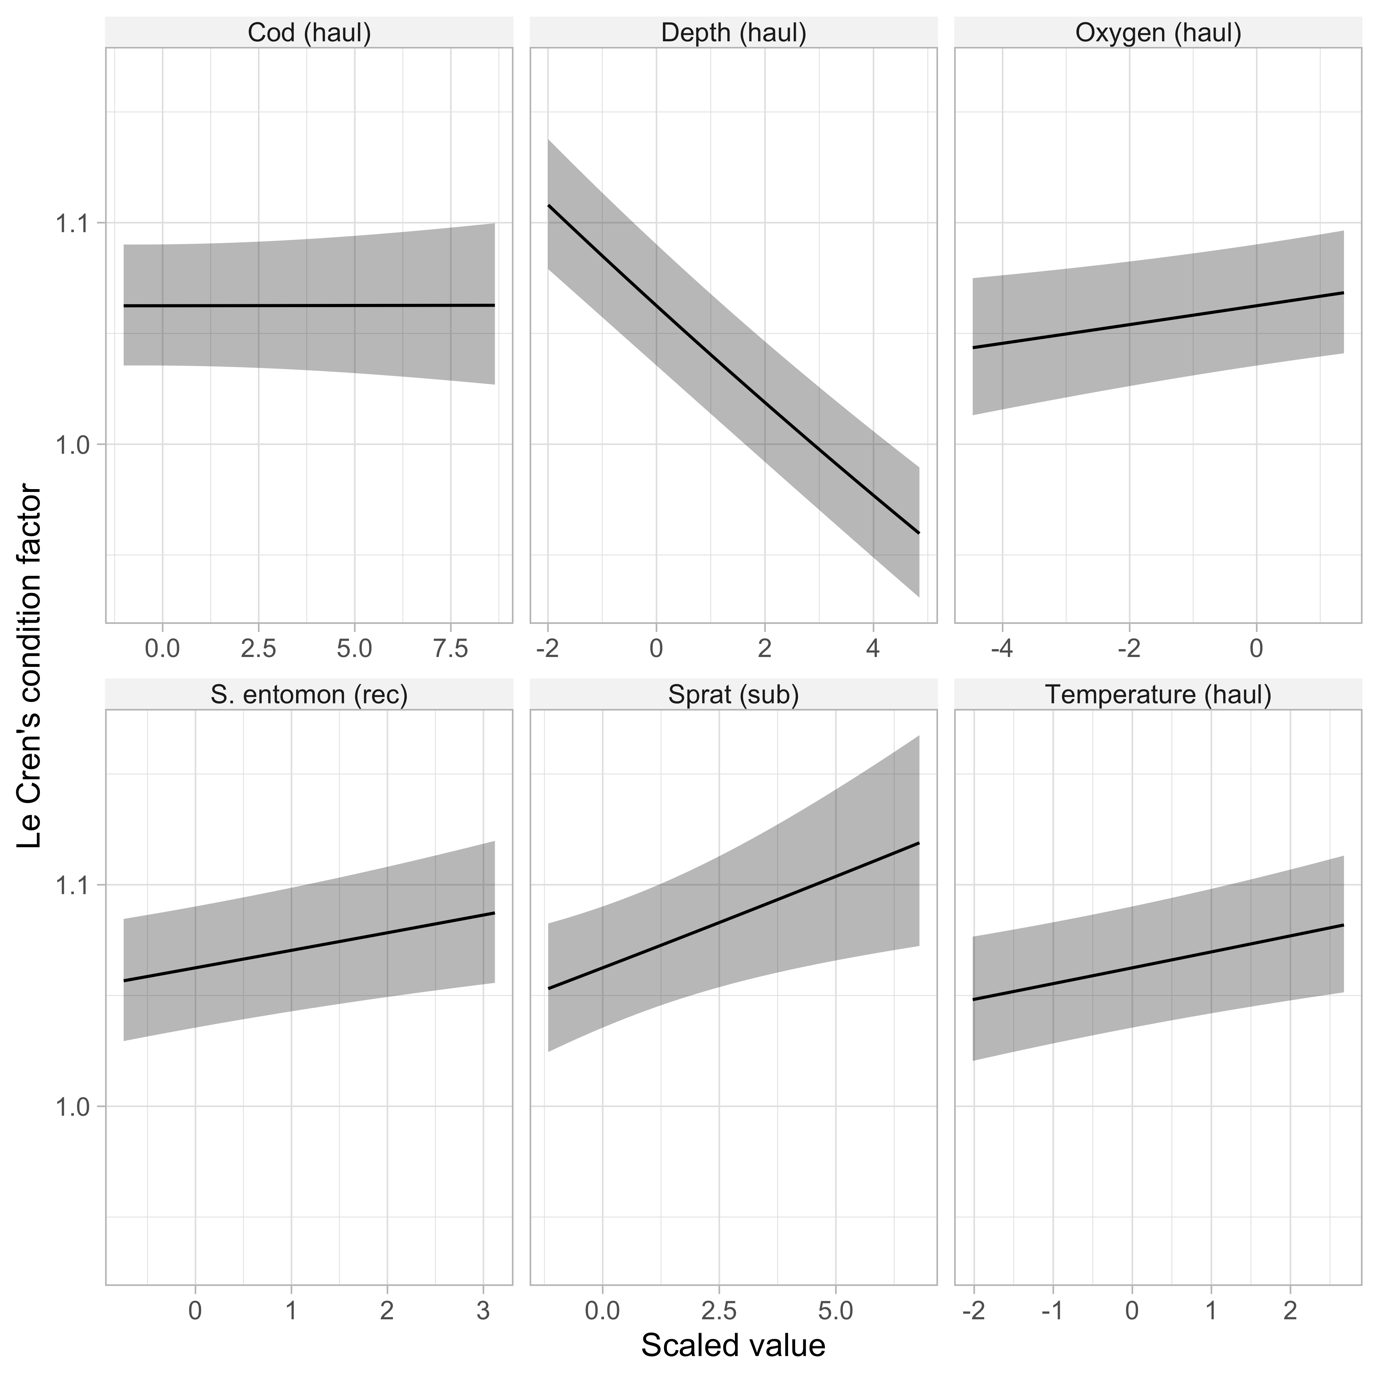 Cod (haul) Depth (haul) Oxygen (haul)
1.1
1.0
0.0 2.5 5.0 7.5 -2 0 2 4 -4 -2 0
Le Cren's condition factor
S. entomon (rec) Sprat (sub) Temperature (haul)
1.1
1.0
0 1 2 3 0.0 2.5 5.0 -2 -1 0 1 2
Scaled value